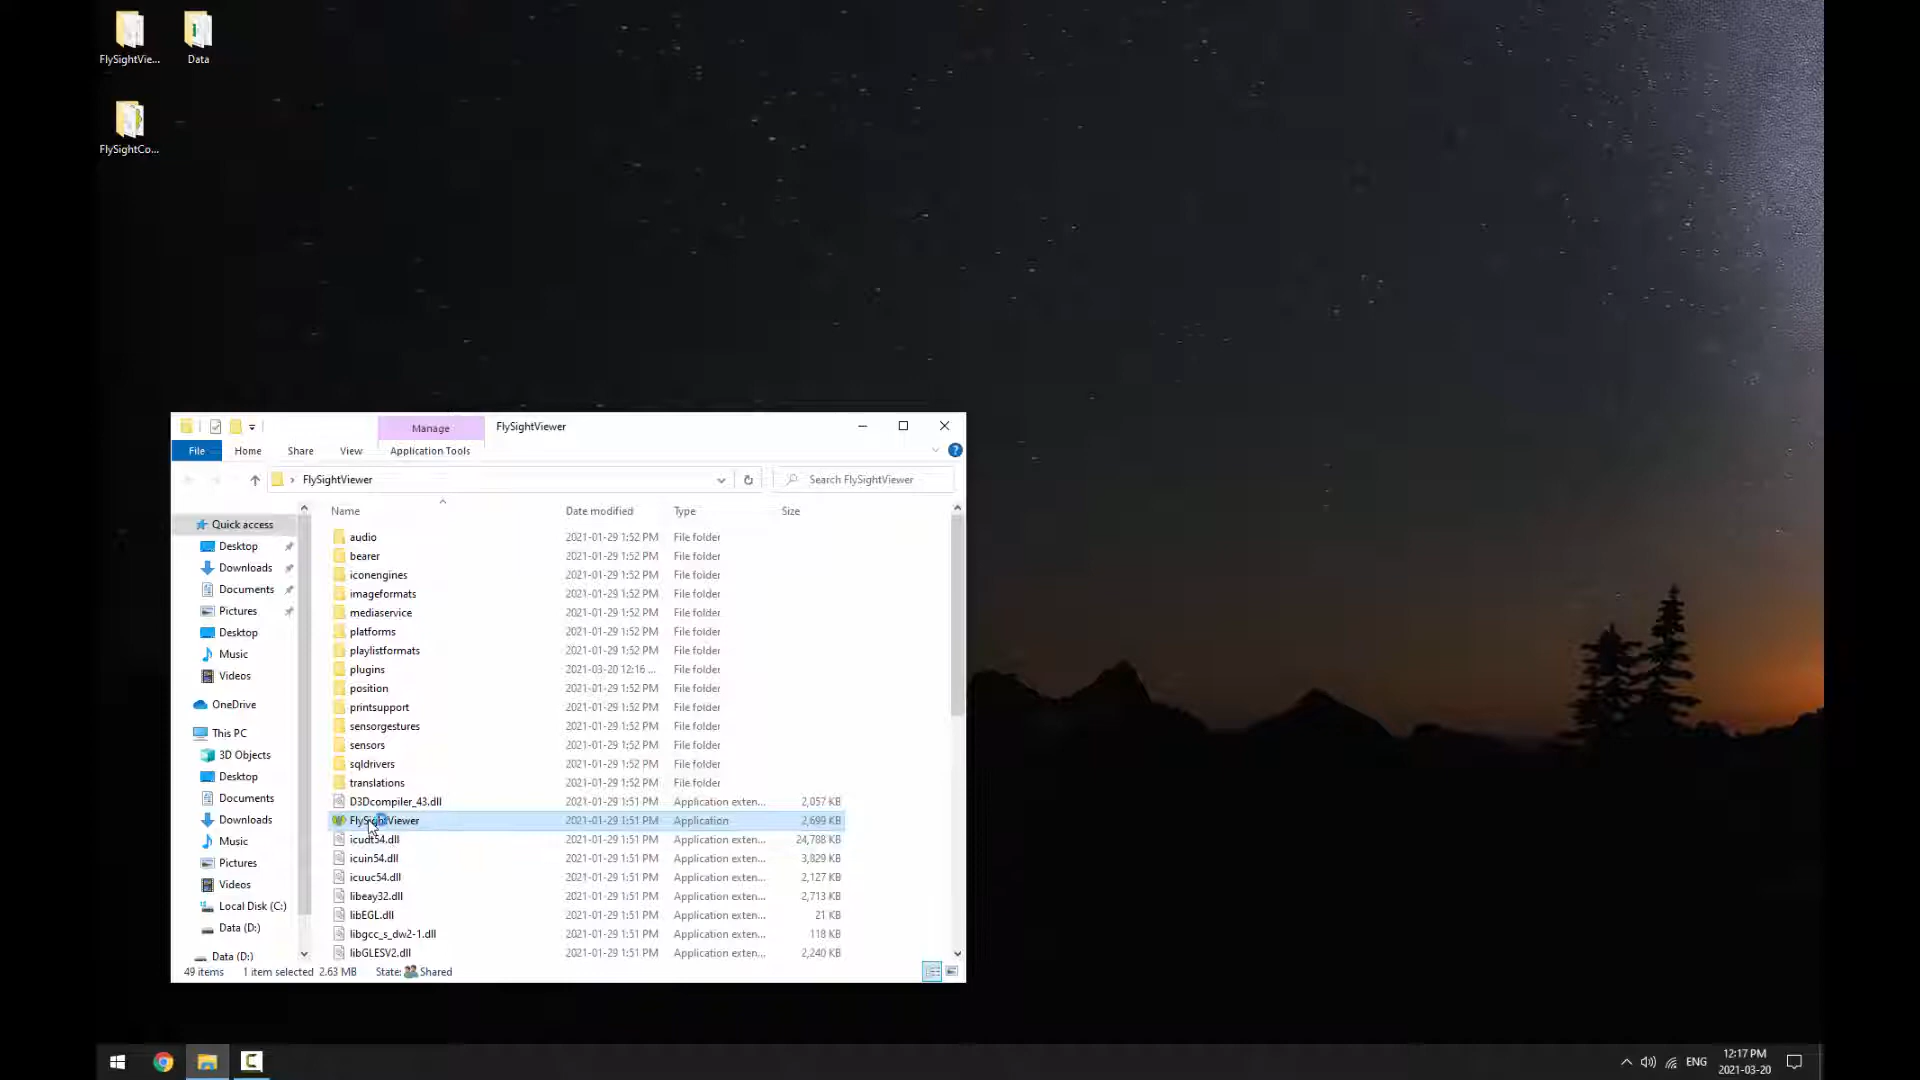 FlySightVie...
Data
FlySightCo...
Manage
FlySightViewer
File
Home
Share
View
Application Tools
FlySightViewer
Search FlySightViewer
Name
Date modified
Type
Size
Quick access
Desktop
Downloads
Documents
Pictures
Desktop
Music
Videos
OneDrive
This PC
3D Objects
Desktop
Documents
Downloads
Music
Pictures
Videos
Local Disk (C:)
Data (D:)
Data (D:)
audio 2021-01-29 1:52 PM File folder
bearer 2021-01-29 1:52 PM File folder
iconengines 2021-01-29 1:52 PM File folder
imageformats 2021-01-29 1:52 PM File folder
mediaservice 2021-01-29 1:52 PM File folder
platforms 2021-01-29 1:52 PM File folder
playlistformats 2021-01-29 1:52 PM File folder
plugins 2021-03-20 12:16 ... File folder
position 2021-01-29 1:52 PM File folder
printsupport 2021-01-29 1:52 PM File folder
sensorgestures 2021-01-29 1:52 PM File folder
sensors 2021-01-29 1:52 PM File folder
sqldrivers 2021-01-29 1:52 PM File folder
translations 2021-01-29 1:52 PM File folder
D3Dcompiler_43.dll 2021-01-29 1:51 PM Application exten... 2,057 KB
FlySightViewer 2021-01-29 1:51 PM Application 2,699 KB
icudt54.dll 2021-01-29 1:51 PM Application exten... 24,788 KB
icuin54.dll 2021-01-29 1:51 PM Application exten... 3,829 KB
icuuc54.dll 2021-01-29 1:51 PM Application exten... 2,127 KB
libeay32.dll 2021-01-29 1:51 PM Application exten... 2,713 KB
libEGL.dll 2021-01-29 1:51 PM Application exten... 21 KB
libgcc_s_dw2-1.dll 2021-01-29 1:51 PM Application exten... 118 KB
libGLESV2.dll 2021-01-29 1:51 PM Application exten... 2,240 KB
49 items 1 item selected 2.63 MB State: Shared
ENG
12:17 PM
2021-03-20